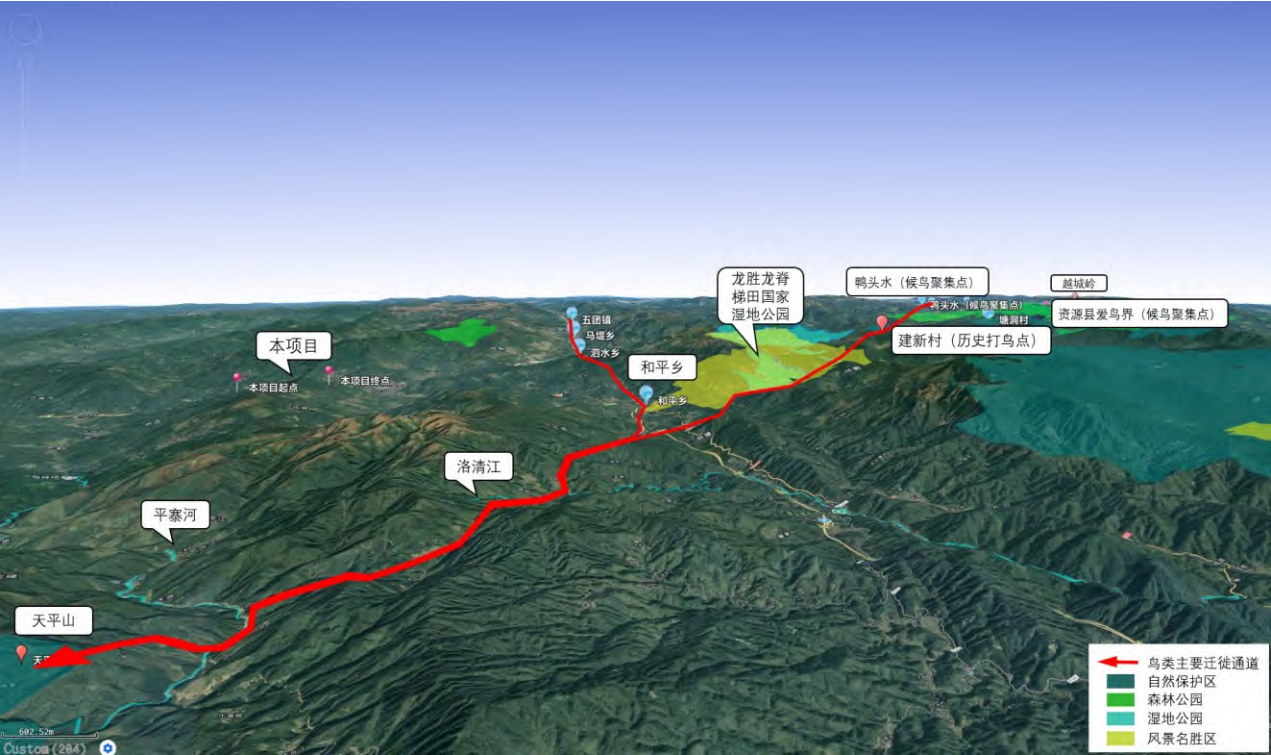 龙胜龙脊
梯田国家
湿地公园
鸭头水（候鸟聚集点）
越城岭
鸭头水（候鸟聚集点）
资源县爱鸟界（候鸟聚集点）
塘洞村
建新村（历史打鸟点）
五团镇
马堤乡
泗水乡
本项目
本项目起点
本项目终点
和平乡
和平乡
洛清江
平寨河
天平山
鸟类主要迁徙通道
自然保护区
森林公园
湿地公园
风景名胜区
602.52m
Custom(204)